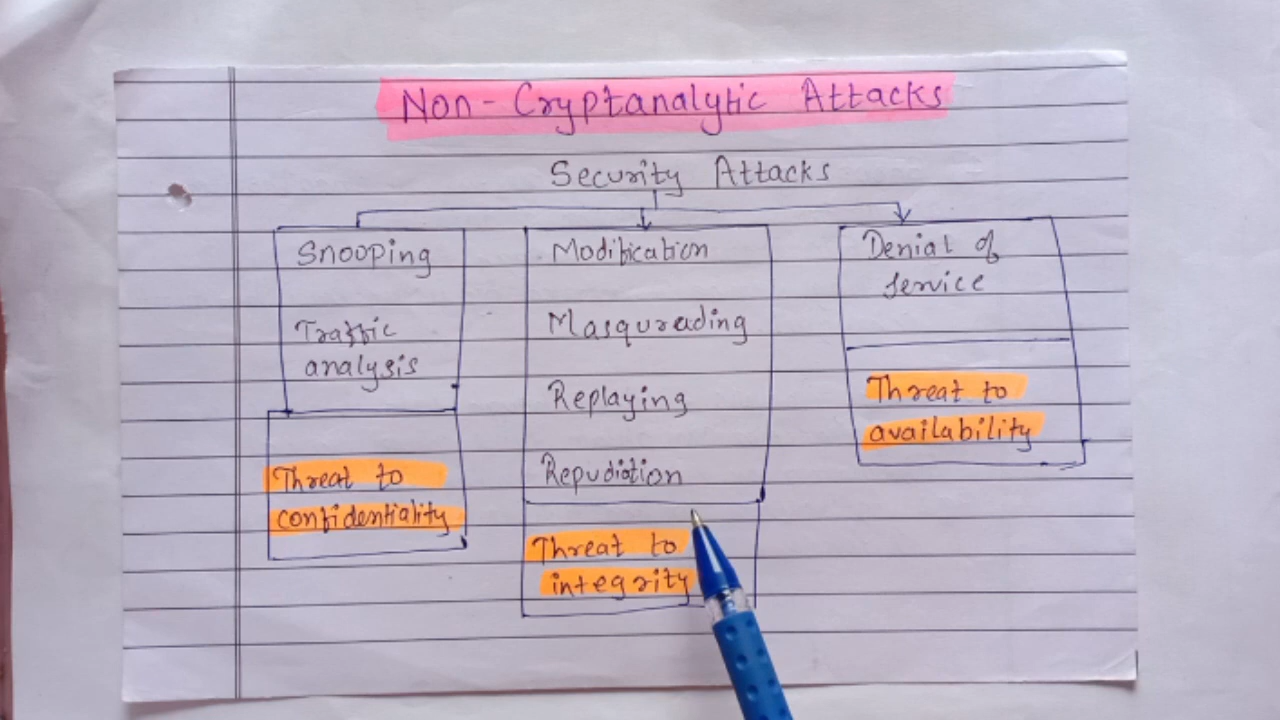 Non-Cryptanalytic Attacks
Security Attacks
Snooping
Traffic
analysis
Threat to
confidentiality
Modification
Masqurading
Replaying
Repudiation
Threat to
integrity
Denial of
service
Threat to
availability